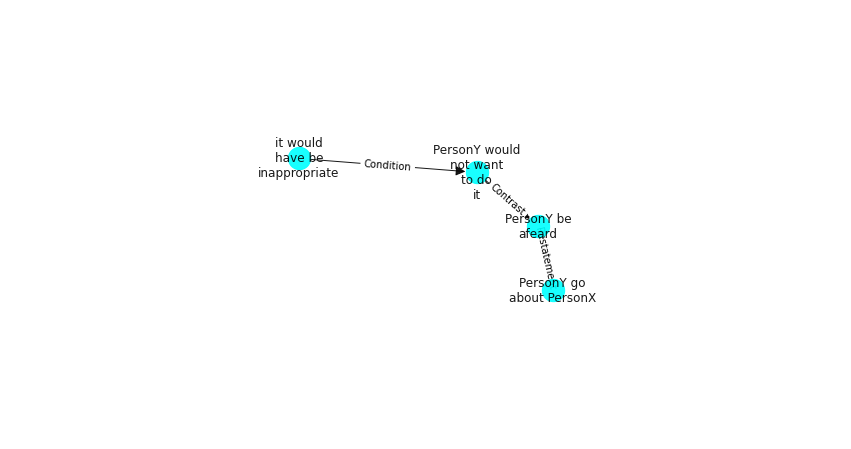 it would
have be
inappropriate
Condition
PersonY would
not want
to do
it
Contrast
PersonY be
afeard
PersonY go
about PersonX